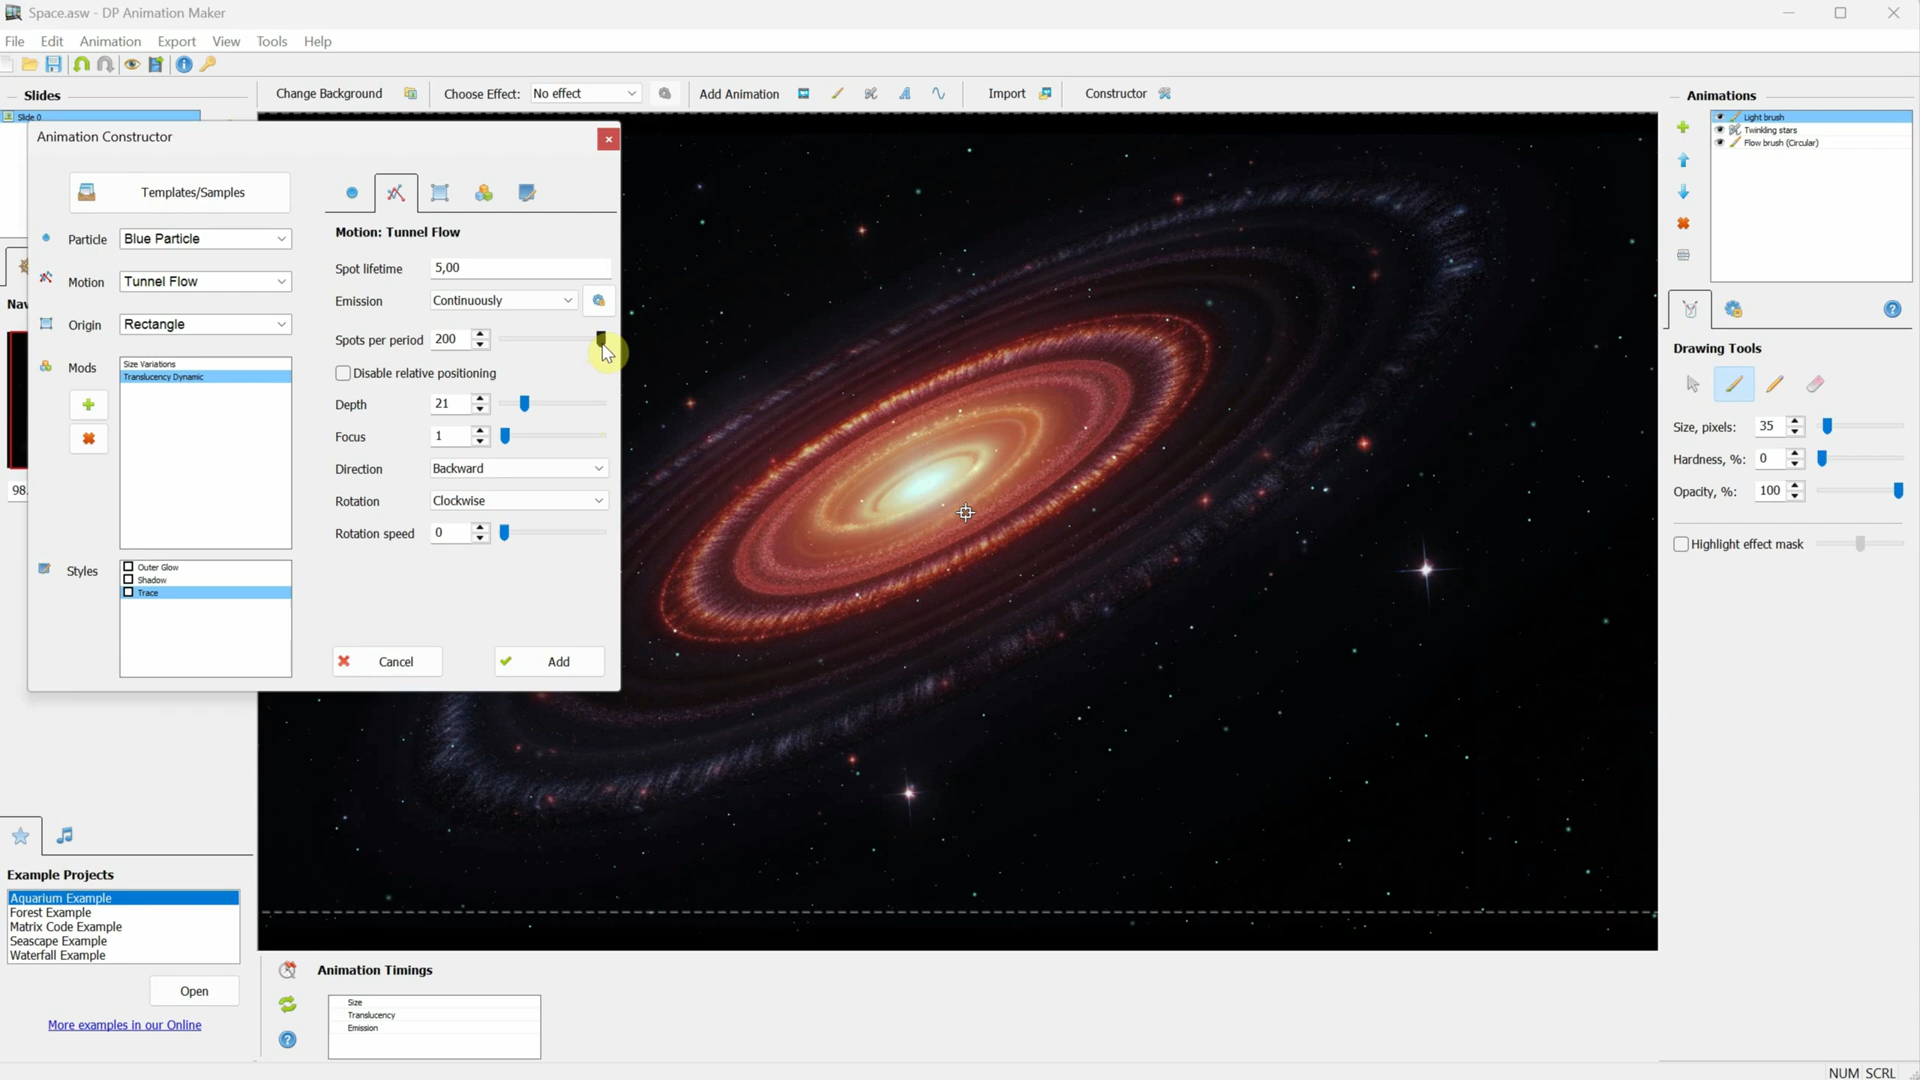 Space.asw - DP Animation Maker
File Edit Animation Export View Tools Help
Slides
Change Background
Choose Effect: No effect
Add Animation
Import
Constructor
Animations
Slide 0
Light brush
Twinkling stars
Flow brush (Circular)
Animation Constructor
Templates/Samples
Particle Blue Particle
Motion Tunnel Flow
Origin Rectangle
Mods
Size Variations
Translucency Dynamic
Styles
Outer Glow
Shadow
Trace
Motion: Tunnel Flow
Spot lifetime 5,00
Emission Continuously
Spots per period 200
Disable relative positioning
Depth 21
Focus 1
Direction Backward
Rotation Clockwise
Rotation speed 0
Cancel
Add
Nav
98.
Drawing Tools
Size, pixels: 35
Hardness, %: 0
Opacity, %: 100
Highlight effect mask
Example Projects
Aquarium Example
Forest Example
Matrix Code Example
Seascape Example
Waterfall Example
Open
More examples in our Online
Animation Timings
Size
Translucency
Emission
NUM SCRL